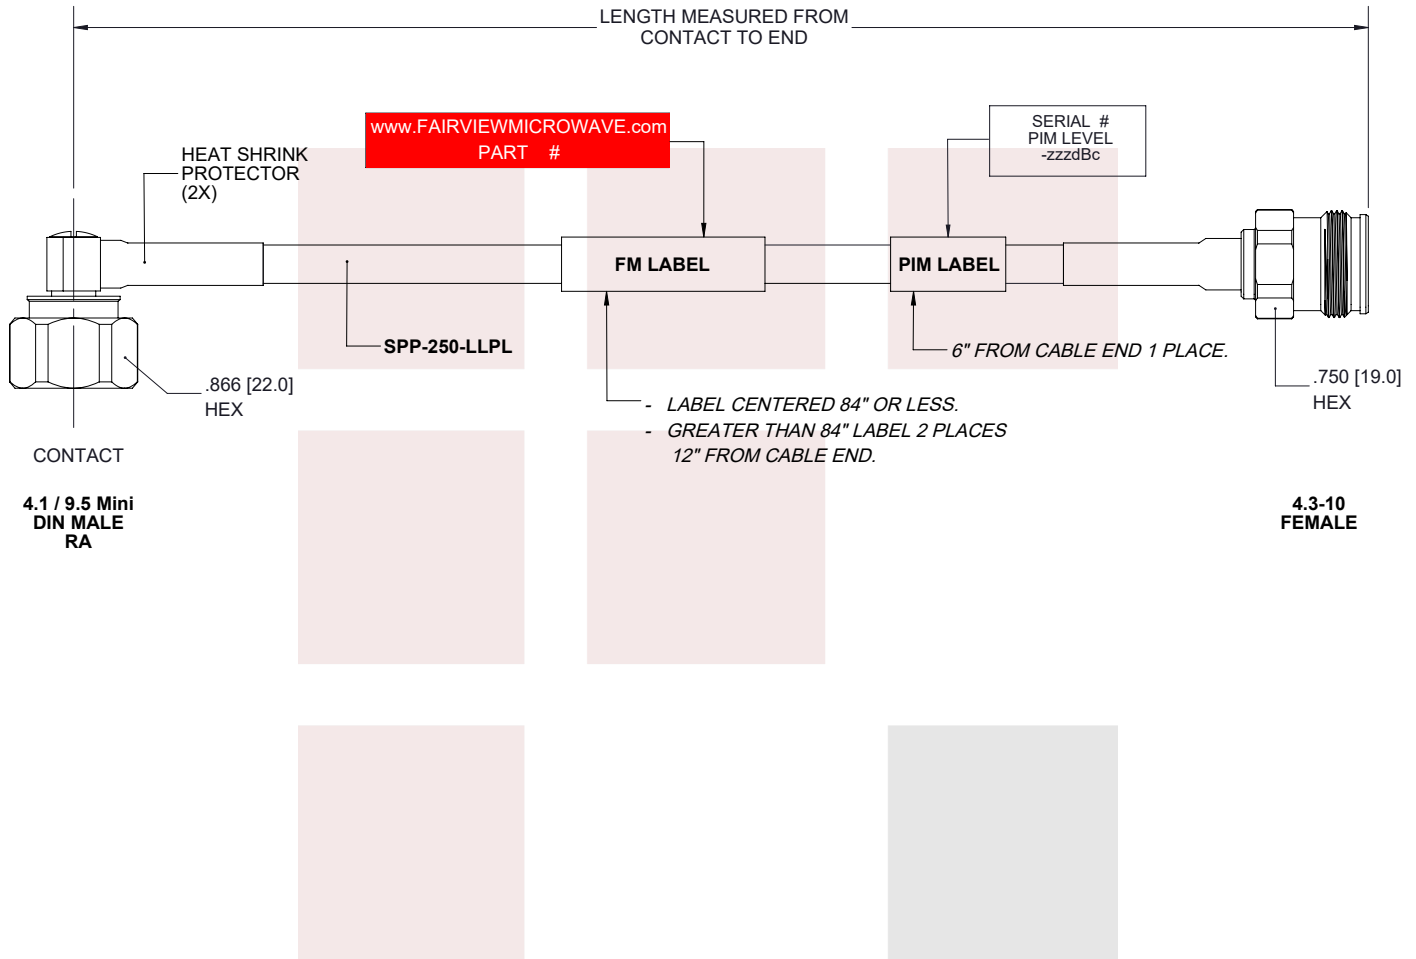 LENGTH MEASURED FROM
CONTACT TO END
www.FAIRVIEWMICROWAVE.com
PART #
SERIAL #
PIM LEVEL
-zzzdBc
HEAT SHRINK
PROTECTOR
(2X)
FM LABEL
PIM LABEL
SPP-250-LLPL
6" FROM CABLE END 1 PLACE.
.866 [22.0]
HEX
.750 [19.0]
HEX
- LABEL CENTERED 84" OR LESS.
- GREATER THAN 84" LABEL 2 PLACES
12" FROM CABLE END.
CONTACT
4.1 / 9.5 Mini
DIN MALE
RA
4.3-10
FEMALE